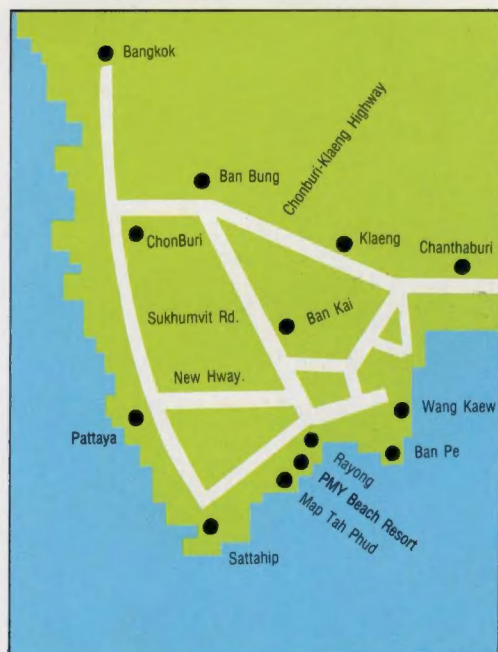 Bangkok
Chonburi-Klaeng Highway
Ban Bung
Klaeng
ChonBuri
Chanthaburi
Sukhumvit Rd.
Ban Kai
New Hway.
Wang Kaew
Pattaya
Ban Pe
Rayong
PMY Beach Resort
Map Tah Phud
Sattahip